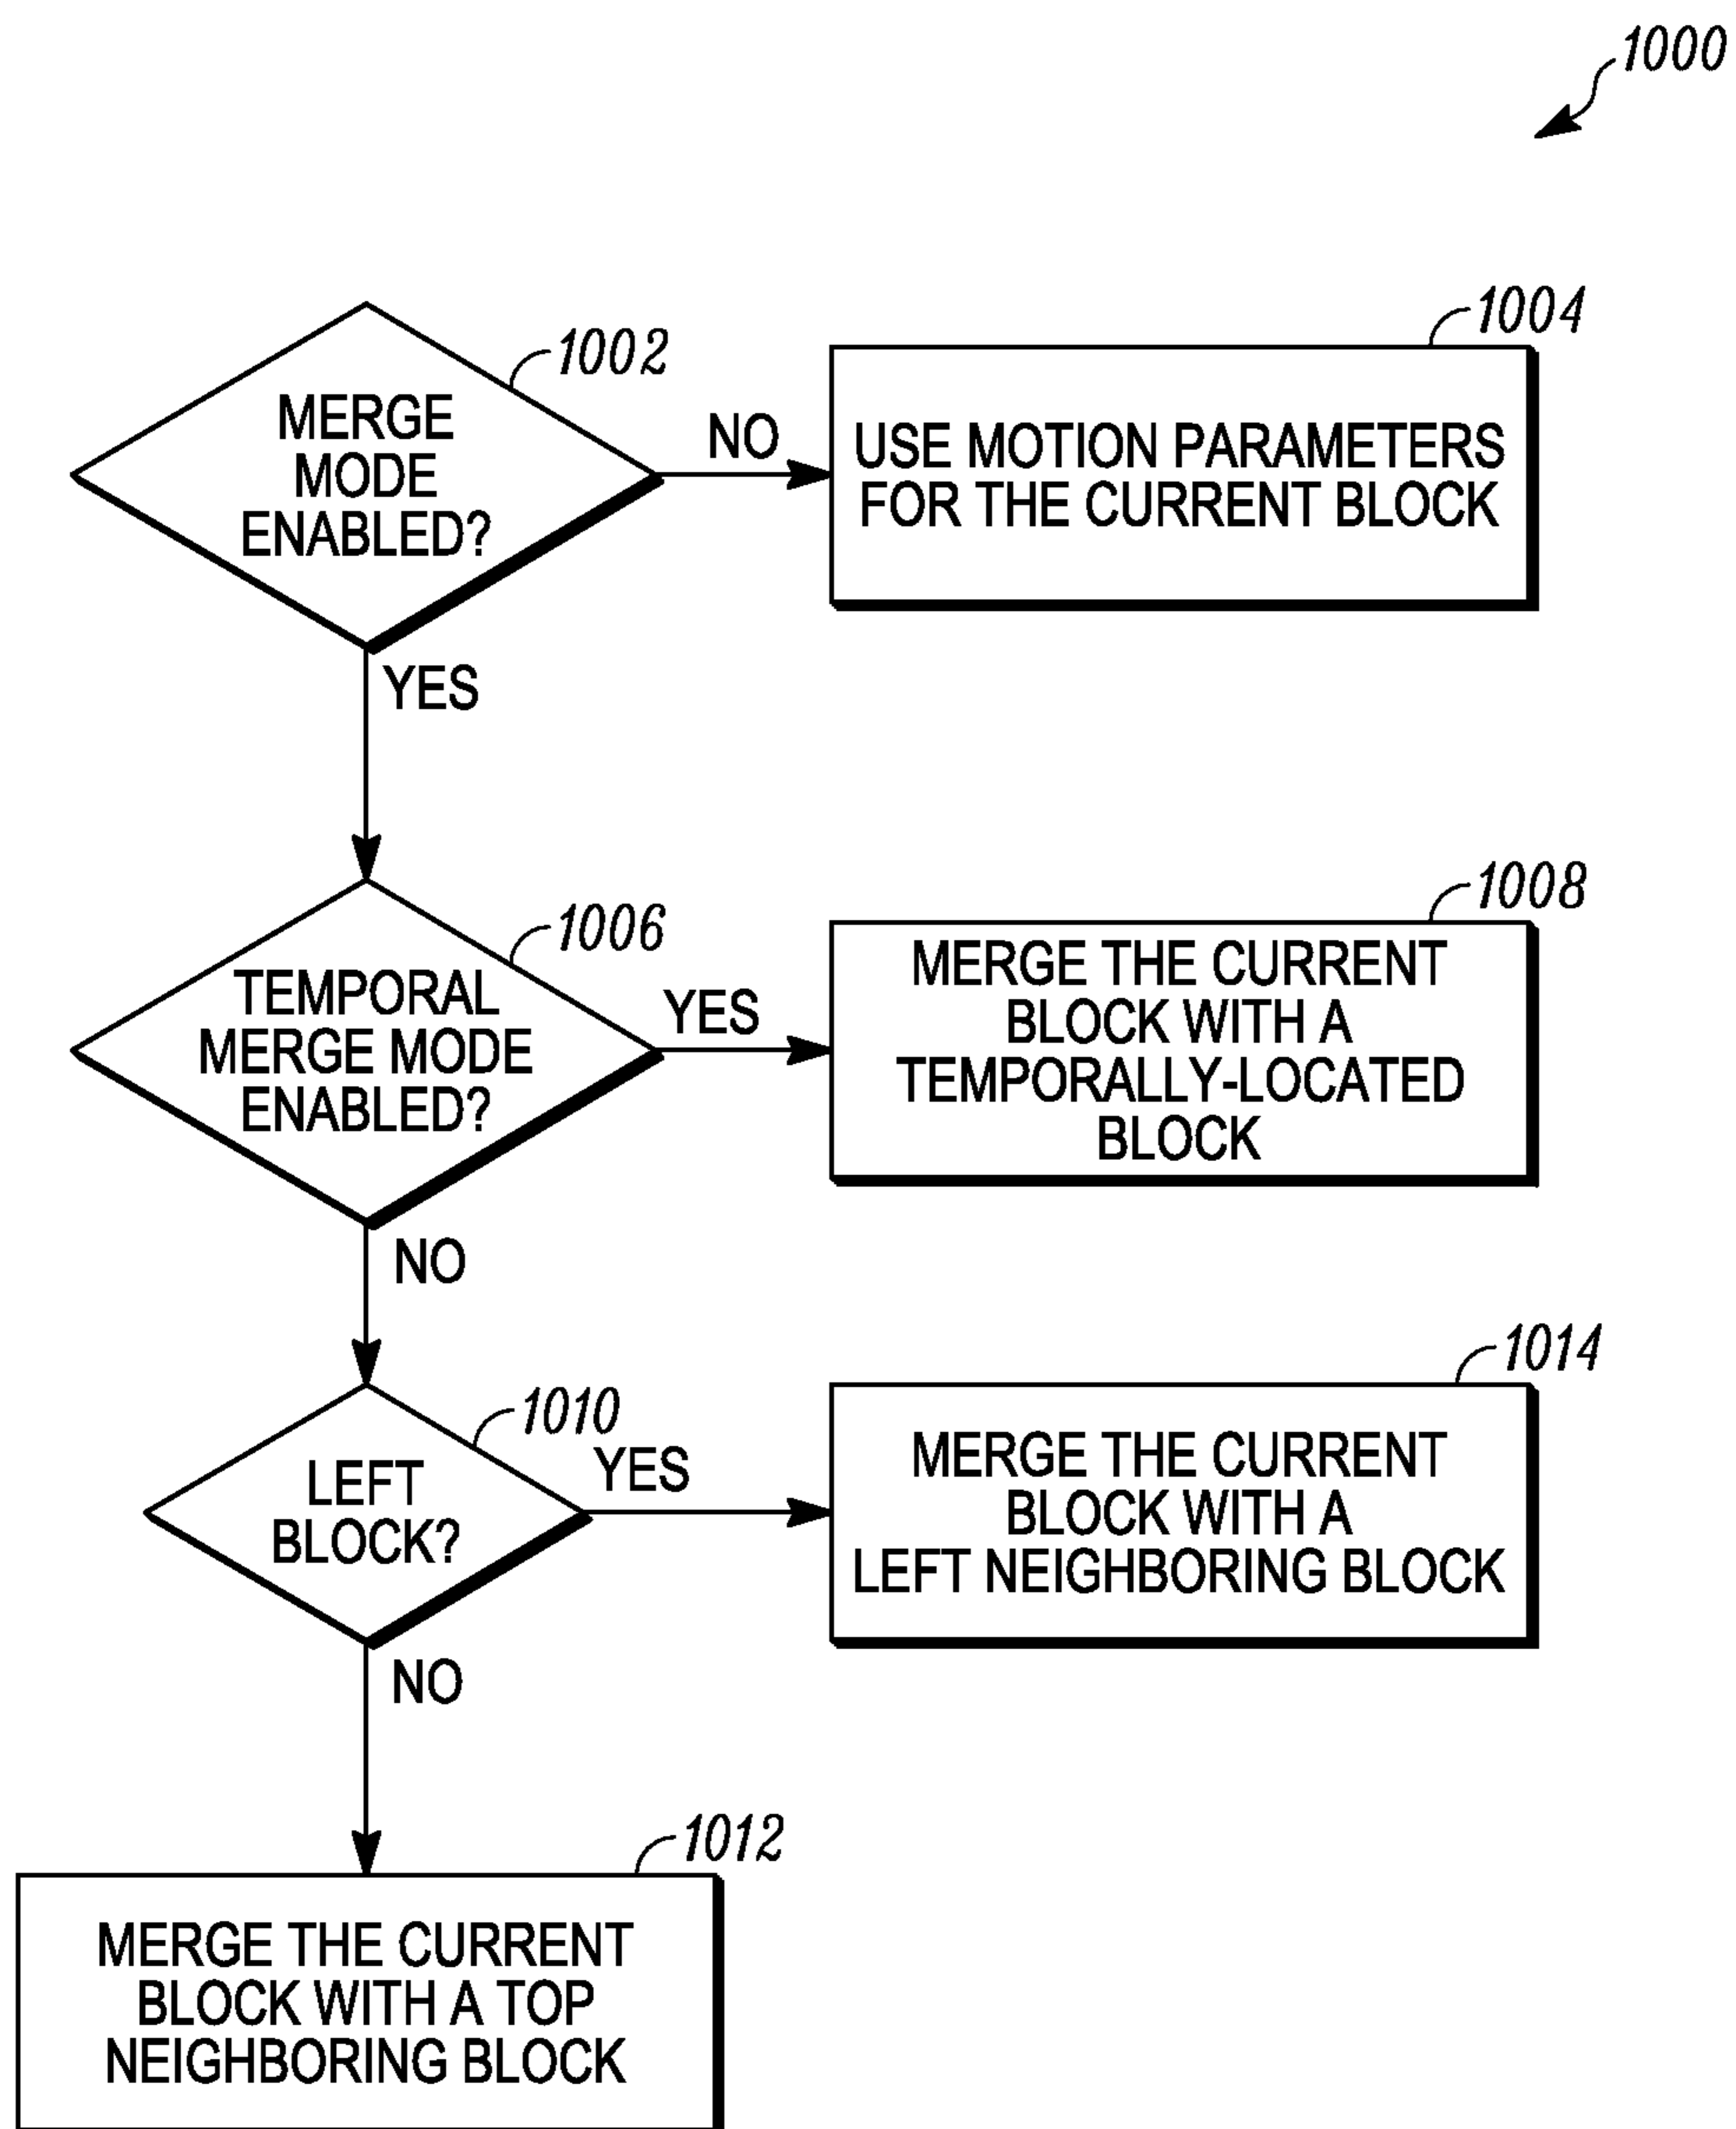 1000
1002
MERGE
MODE
ENABLED?
NO
1004
USE MOTION PARAMETERS
FOR THE CURRENT BLOCK
YES
1006
TEMPORAL
MERGE MODE
ENABLED?
YES
1008
MERGE THE CURRENT
BLOCK WITH A
TEMPORALLY-LOCATED
BLOCK
NO
1010
LEFT
BLOCK?
YES
1014
MERGE THE CURRENT
BLOCK WITH A
LEFT NEIGHBORING BLOCK
NO
1012
MERGE THE CURRENT
BLOCK WITH A TOP
NEIGHBORING BLOCK